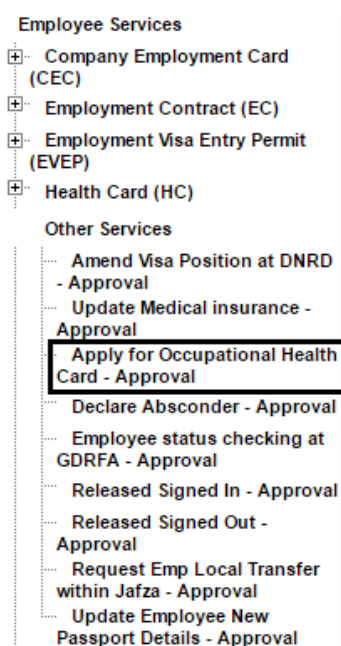 Employee Services
Company Employment Card
(CEC)
Employment Contract (EC)
Employment Visa Entry Permit
(EVEP)
Health Card (HC)
Other Services
Amend Visa Position at DNRD
- Approval
Update Medical insurance -
Approval
Apply for Occupational Health
Card - Approval
Declare Absconder - Approval
Employee status checking at
GDRFA - Approval
Released Signed In - Approval
Released Signed Out -
Approval
Request Emp Local Transfer
within Jafza - Approval
Update Employee New
Passport Details - Approval